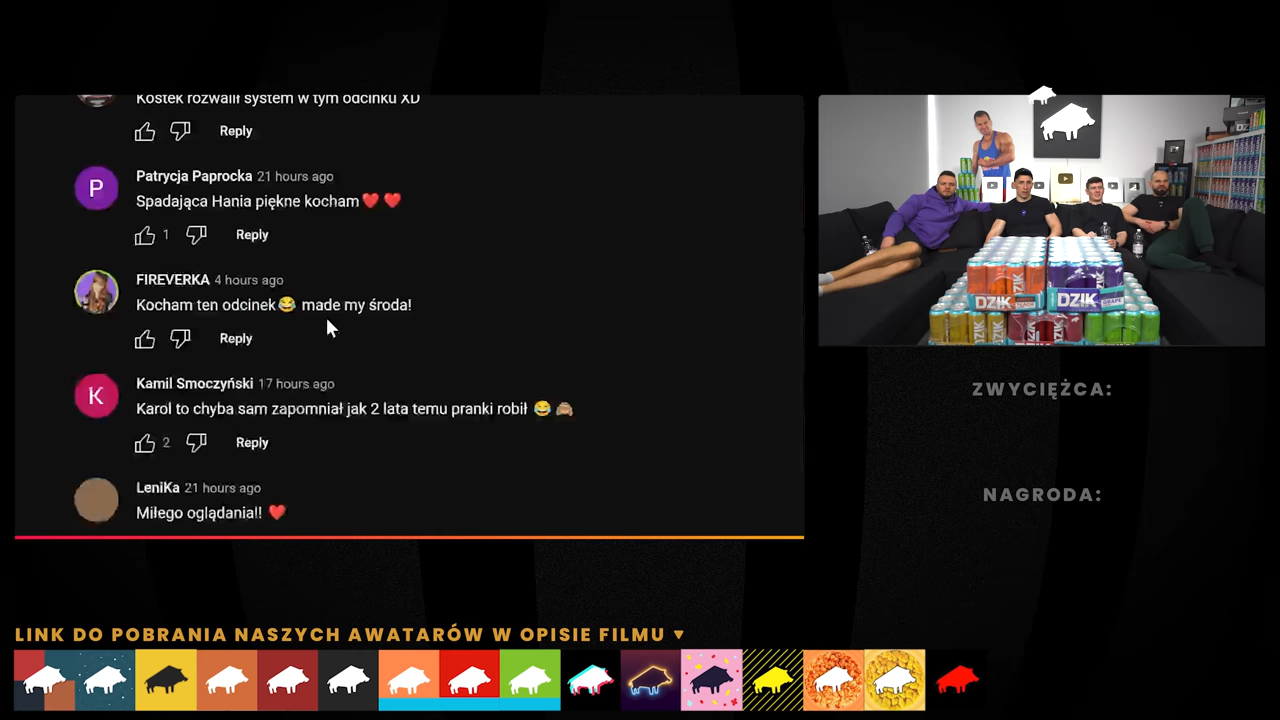 Kostek rozwalił system w tym odcinku XD
Reply
Patrycja Paprocka 21 hours ago
Spadająca Hania piękne kocham❤️ ❤️
1 Reply
FIREVERKA 4 hours ago
Kocham ten odcinek😂 made my środa!
Reply
Kamil Smoczyński 17 hours ago
Karol to chyba sam zapomniał jak 2 lata temu pranki robił 😂 🙈
2 Reply
LeniKa 21 hours ago
Miłego oglądania!! ❤️
P
K
DZIK
DZIK
GRAPE
ZWYCIĘZCA:
NAGRODA:
LINK DO POBRANIA NASZYCH AWATARÓW W OPISIE FILMU ▼